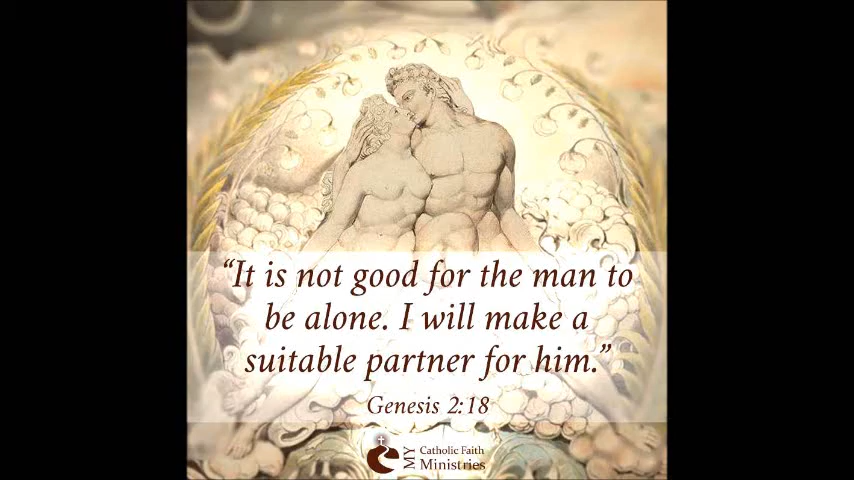 “It is not good for the man to
be alone. I will make a
suitable partner for him.”
Genesis 2:18
MY Catholic Faith
Ministries